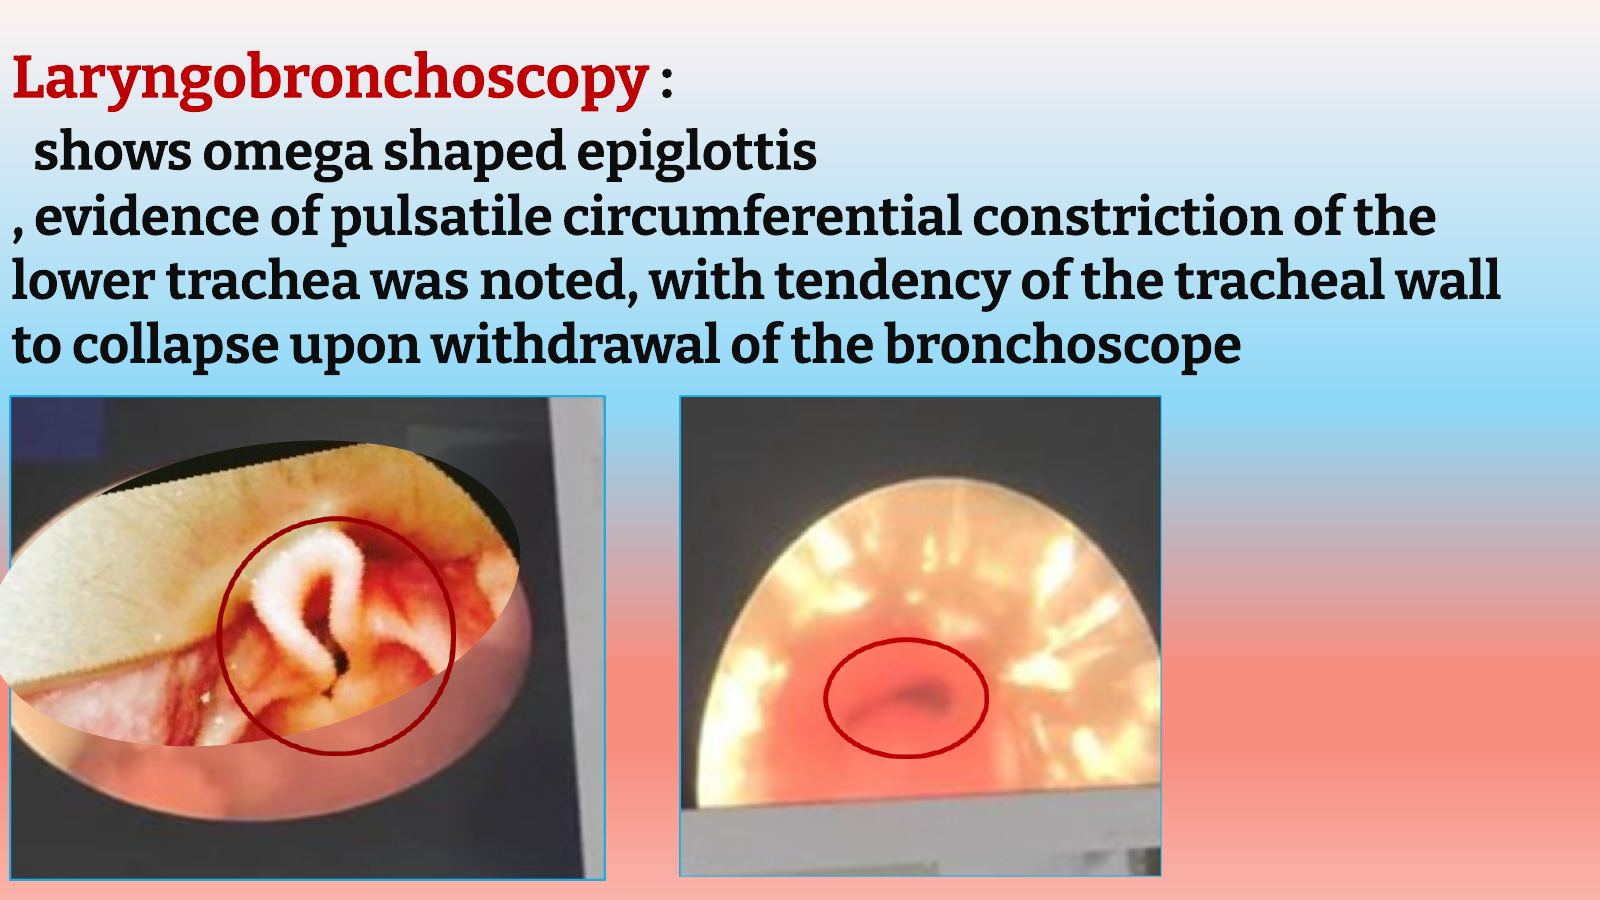 Laryngobronchoscopy :
shows omega shaped epiglottis
, evidence of pulsatile circumferential constriction of the
lower trachea was noted, with tendency of the tracheal wall
to collapse upon withdrawal of the bronchoscope